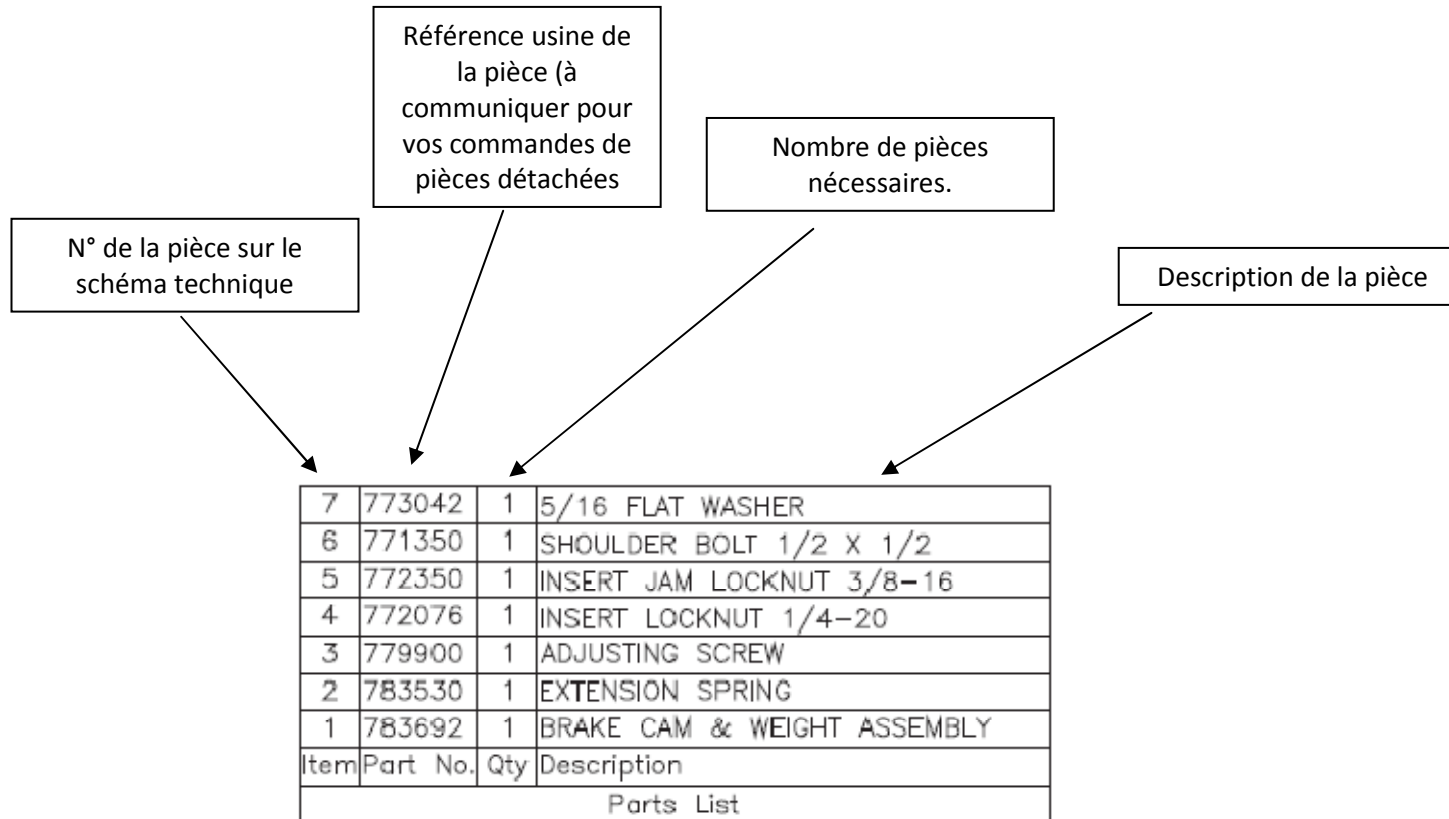 Référence usine de
la pièce (à
communiquer pour
vos commandes de
pièces détachées
Nombre de pièces
nécessaires.
N° de la pièce sur le
schéma technique
Description de la pièce
7 773042 1 5/16 FLAT WASHER
6 771350 1 SHOULDER BOLT 1/2 X 1/2
5 772350 1 INSERT JAM LOCKNUT 3/8-16
4 772076 1 INSERT LOCKNUT 1/4-20
3 779900 1 ADJUSTING SCREW
2 783530 1 EXTENSION SPRING
1 783692 1 BRAKE CAM & WEIGHT ASSEMBLY
Item Part No. Qty Description
Parts List